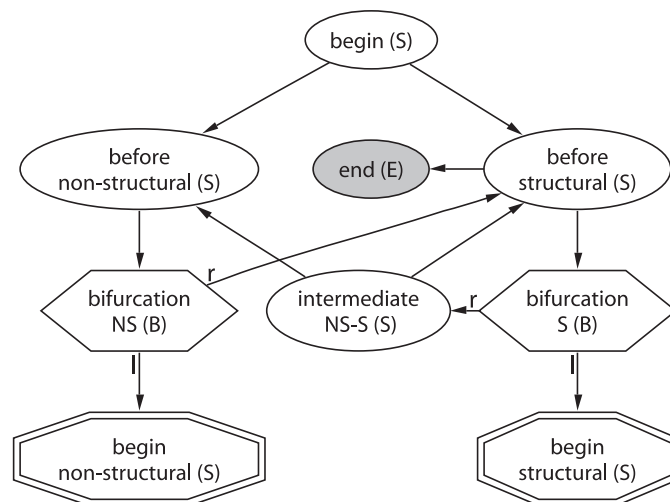 begin (S)
before
non-structural (S)
end (E)
before
structural (S)
r
bifurcation
NS (B)
intermediate
NS-S (S)
r
bifurcation
S (B)
l
l
begin
non-structural (S)
begin
structural (S)